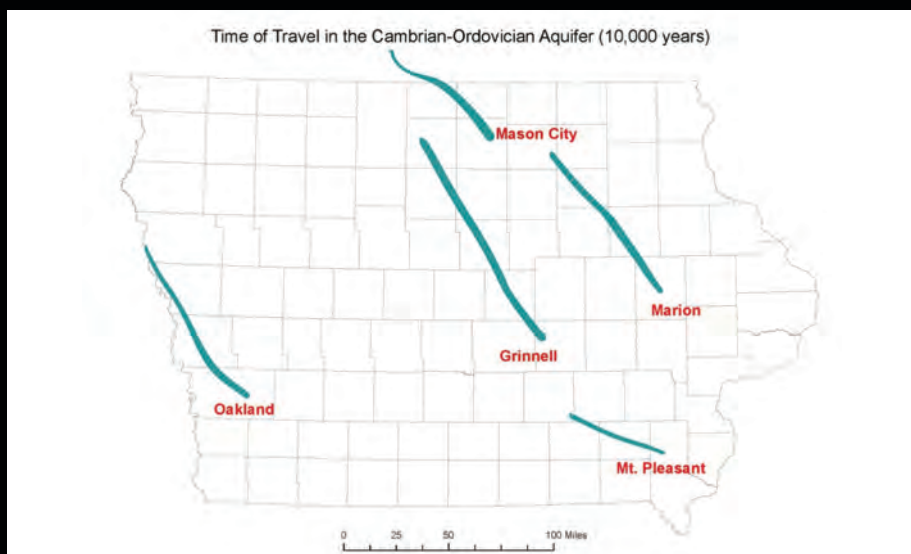 Time of Travel in the Cambrian-Ordovician Aquifer (10,000 years)
Mason City
Marion
Grinnell
Oakland
Mt. Pleasant
0 25 50 100 Miles